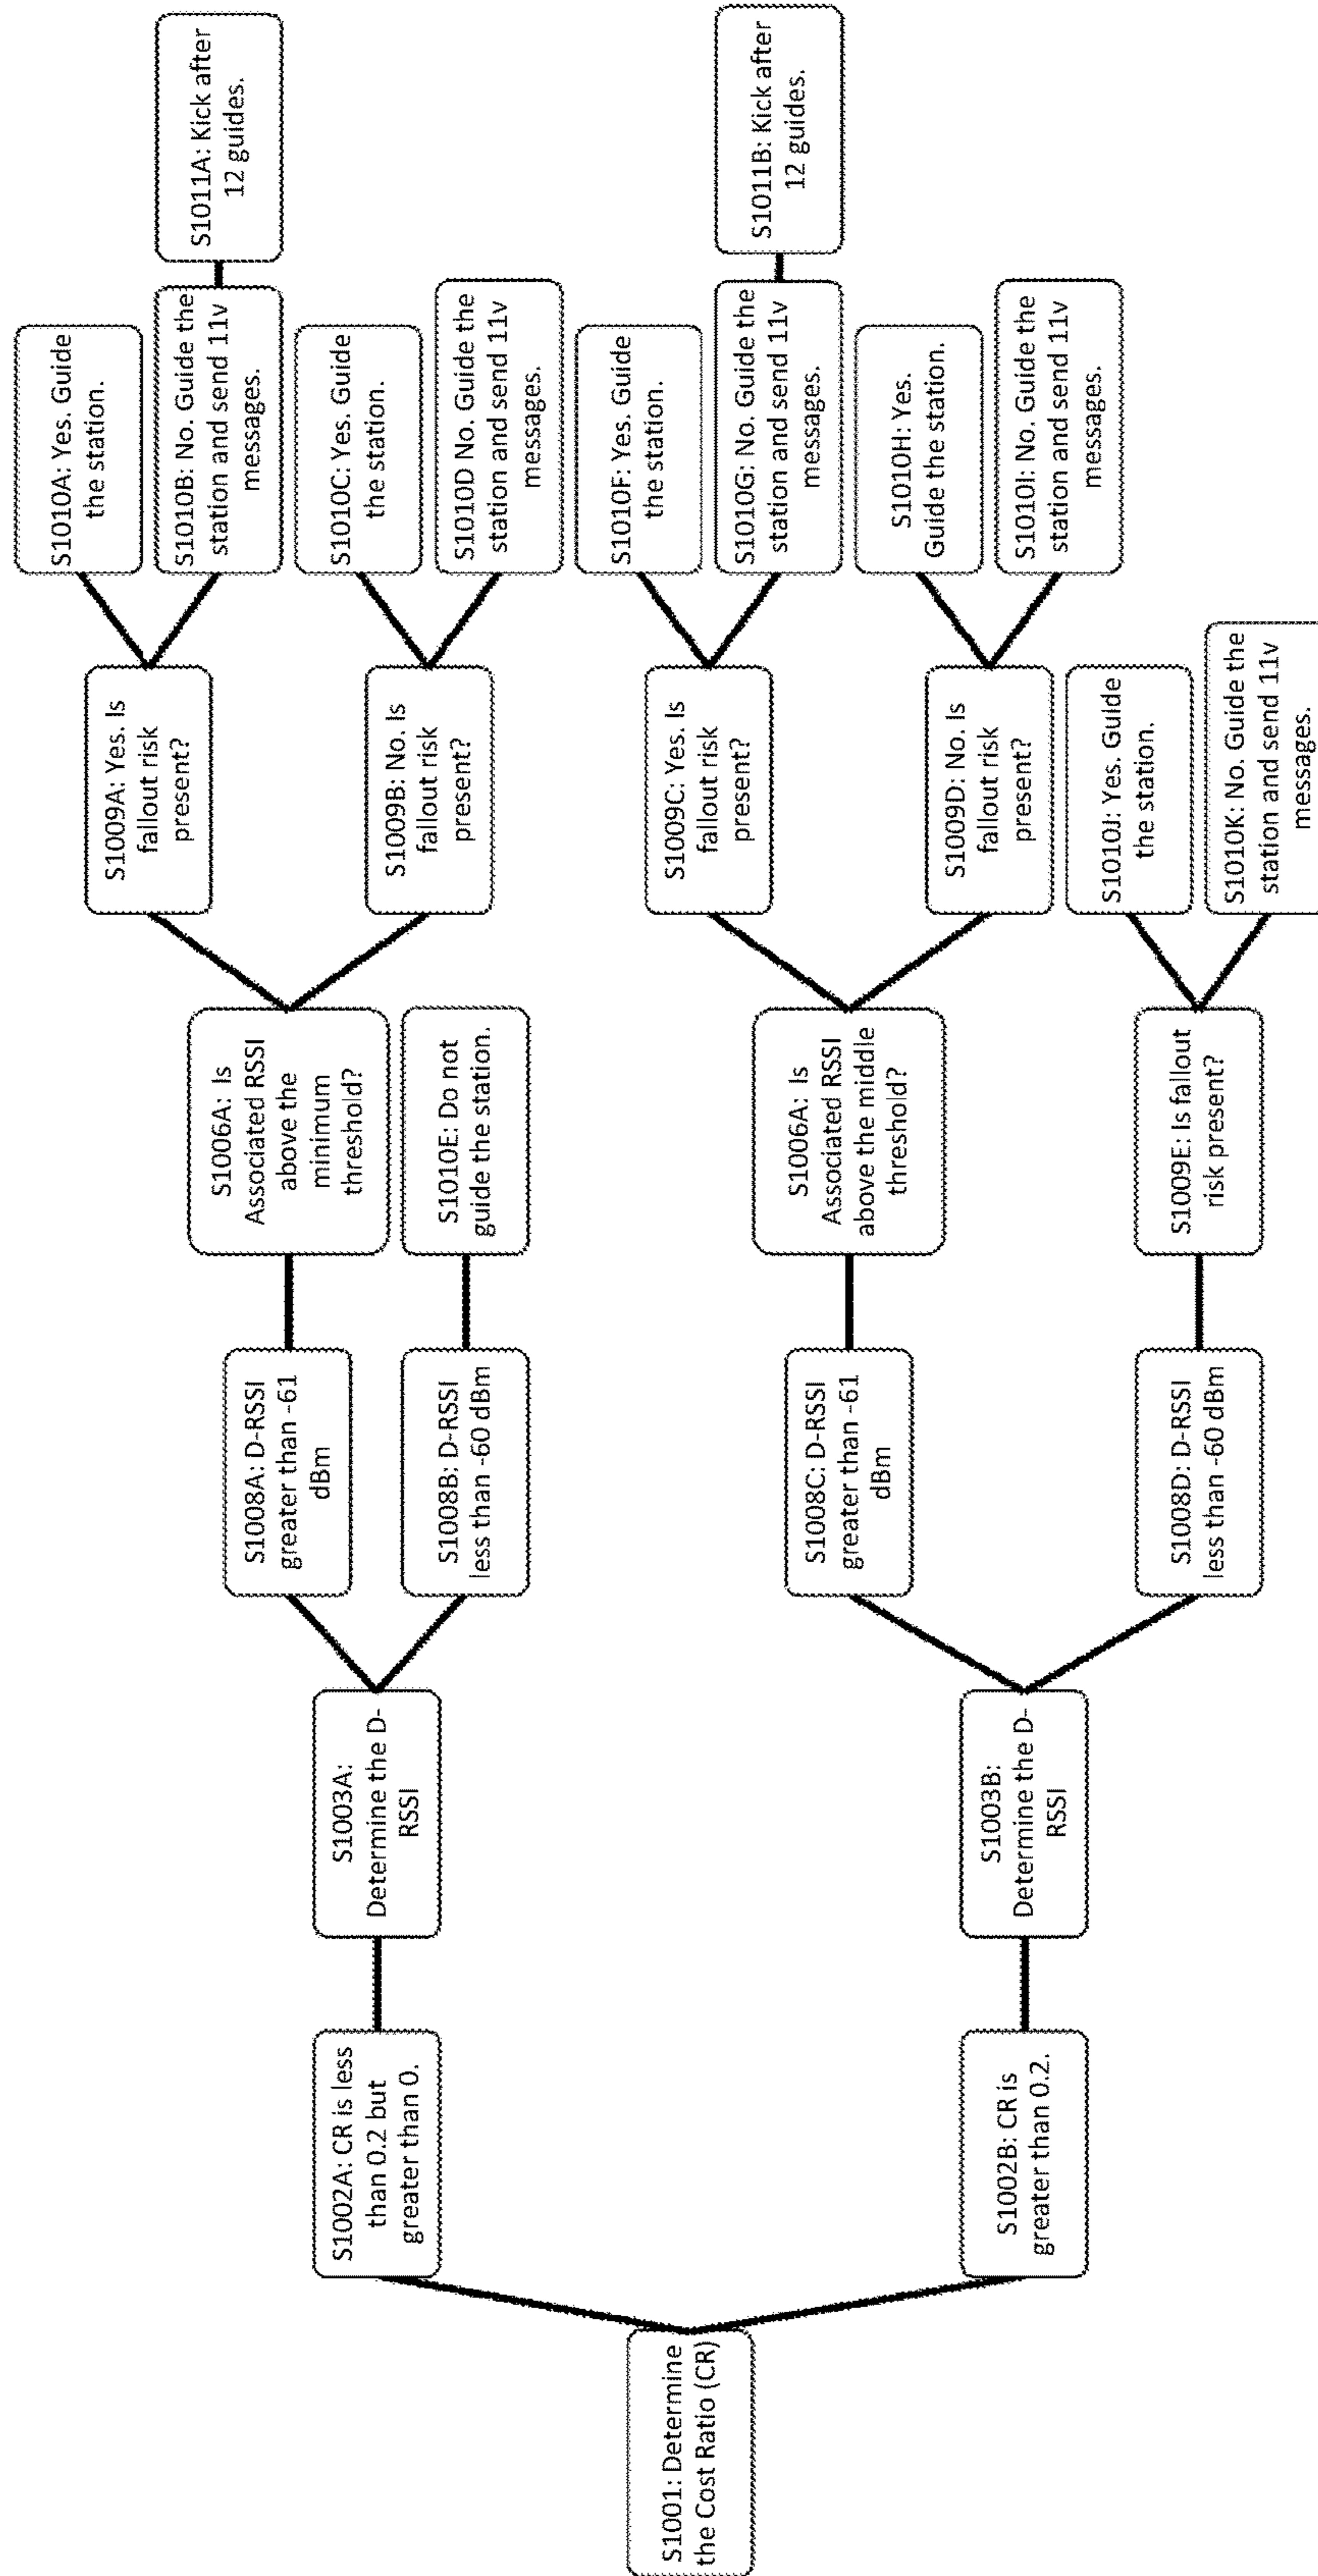 S1001: Determine
the Cost Ratio (CR)
S1002A: CR is less
than 0.2 but
greater than 0.
S1002B: CR is
greater than 0.2.
S1003A:
Determine the D-
RSSI
S1003B:
Determine the D-
RSSI
S1008A: D-RSSI
greater than -61
dBm
S1008B: D-RSSI
less than -60 dBm
S1008C: D-RSSI
greater than -61
dBm
S1008D: D-RSSI
less than -60 dBm
S1006A: Is
Associated RSSI
above the
minimum
threshold?
S1010E: Do not
guide the station.
S1006A: Is
Associated RSSI
above the middle
threshold?
S1009E: Is fallout
risk present?
S1009A: Yes. Is
fallout risk
present?
S1009B: No. Is
fallout risk
present?
S1009C: Yes. Is
fallout risk
present?
S1009D: No. Is
fallout risk
present?
S1010J: Yes. Guide
the station.
S1010K: No. Guide the
station and send 11v
messages.
S1010A: Yes. Guide
the station.
S1010B: No. Guide the
station and send 11v
messages.
S1010C: Yes. Guide
the station.
S1010D No. Guide the
station and send 11v
messages.
S1010F: Yes. Guide
the station.
S1010G: No. Guide the
station and send 11v
messages.
S1010H: Yes.
Guide the station.
S1010I: No. Guide the
station and send 11v
messages.
S1011A: Kick after
12 guides.
S1011B: Kick after
12 guides.